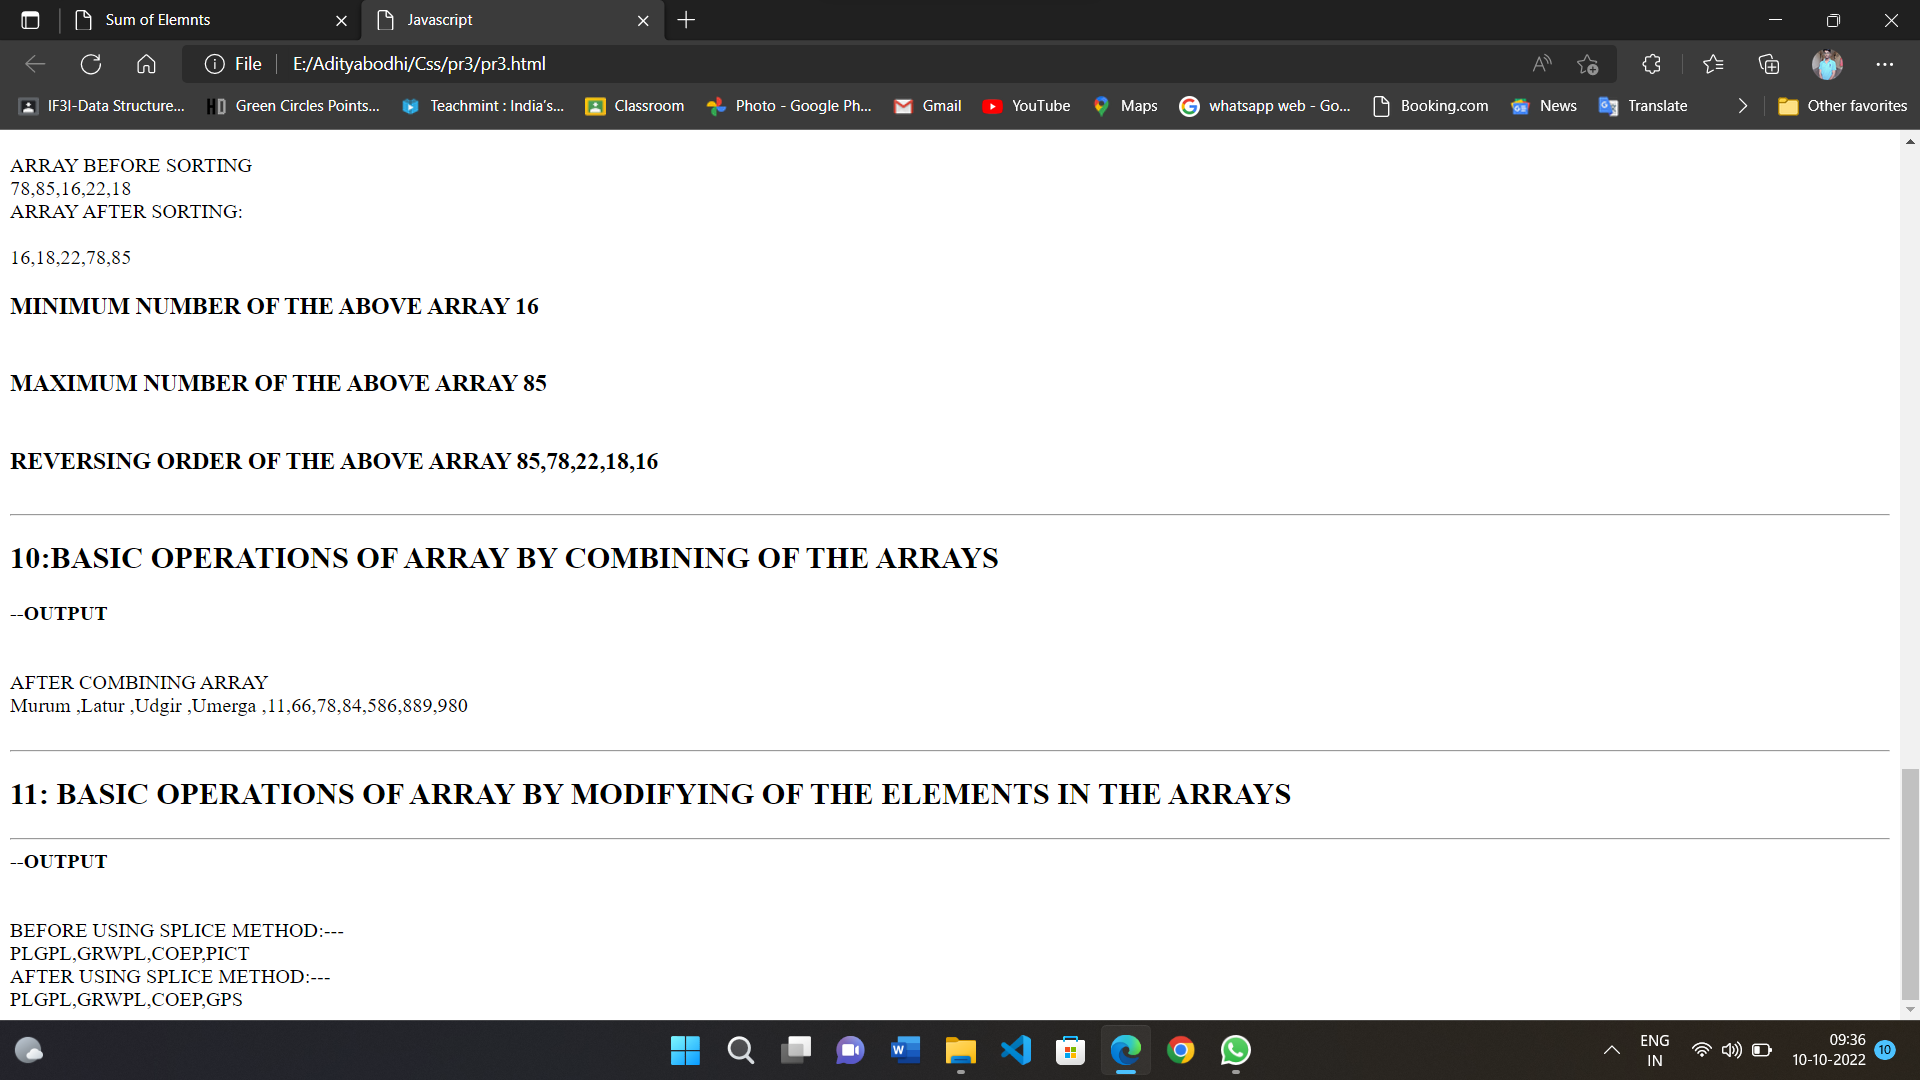 Sum of Elemnts
Javascript
File
E:/Adityabodhi/Css/pr3/pr3.html
IF3I-Data Structure...
Green Circles Points...
Teachmint : India's...
Classroom
Photo - Google Ph...
Gmail
YouTube
Maps
whatsapp web - Go...
Booking.com
News
Translate
Other favorites
ARRAY BEFORE SORTING
78,85,16,22,18
ARRAY AFTER SORTING:
16,18,22,78,85
MINIMUM NUMBER OF THE ABOVE ARRAY 16
MAXIMUM NUMBER OF THE ABOVE ARRAY 85
REVERSING ORDER OF THE ABOVE ARRAY 85,78,22,18,16
10:BASIC OPERATIONS OF ARRAY BY COMBINING OF THE ARRAYS
--OUTPUT
AFTER COMBINING ARRAY
Murum ,Latur ,Udgir ,Umerga ,11,66,78,84,586,889,980
11: BASIC OPERATIONS OF ARRAY BY MODIFYING OF THE ELEMENTS IN THE ARRAYS
--OUTPUT
BEFORE USING SPLICE METHOD:---
PLGPL,GRWPL,COEP,PICT
AFTER USING SPLICE METHOD:---
PLGPL,GRWPL,COEP,GPS
ENG
IN
09:36
10-10-2022
10